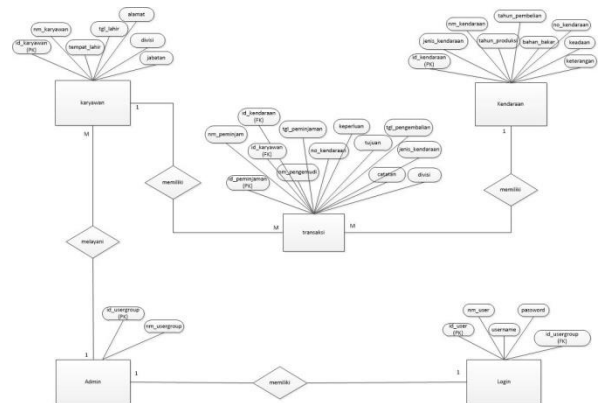 alamat
tgl_lahir
nm_karyawan
divisi
id_karyawan
(PK)
tempat_lahir
jabatan
karyawan
tahun_pembelian
nm_kendaraan
no_kendaraan
jenis_kendaraan
tahun_produksi
bahan_bakar
keadaan
id_kendaraan
(PK)
keterangan
Kendaraan
1
M
1
id_kendaraan
(FK)
tgl_peminjaman
keperluan
tgl_pengembalian
nm_peminjam
id_karyawan
(FK)
no_kendaraan
tujuan
jenis_kendaraan
id_peminjaman
(PK)
nm_pengemudi
catatan
divisi
memiliki
memiliki
M
transaksi
M
melayani
id_usergroup
(PK)
nm_usergroup
nm_user
password
id_user
(PK)
username
id_usergroup
(FK)
1
Admin
1
memiliki
1
Login